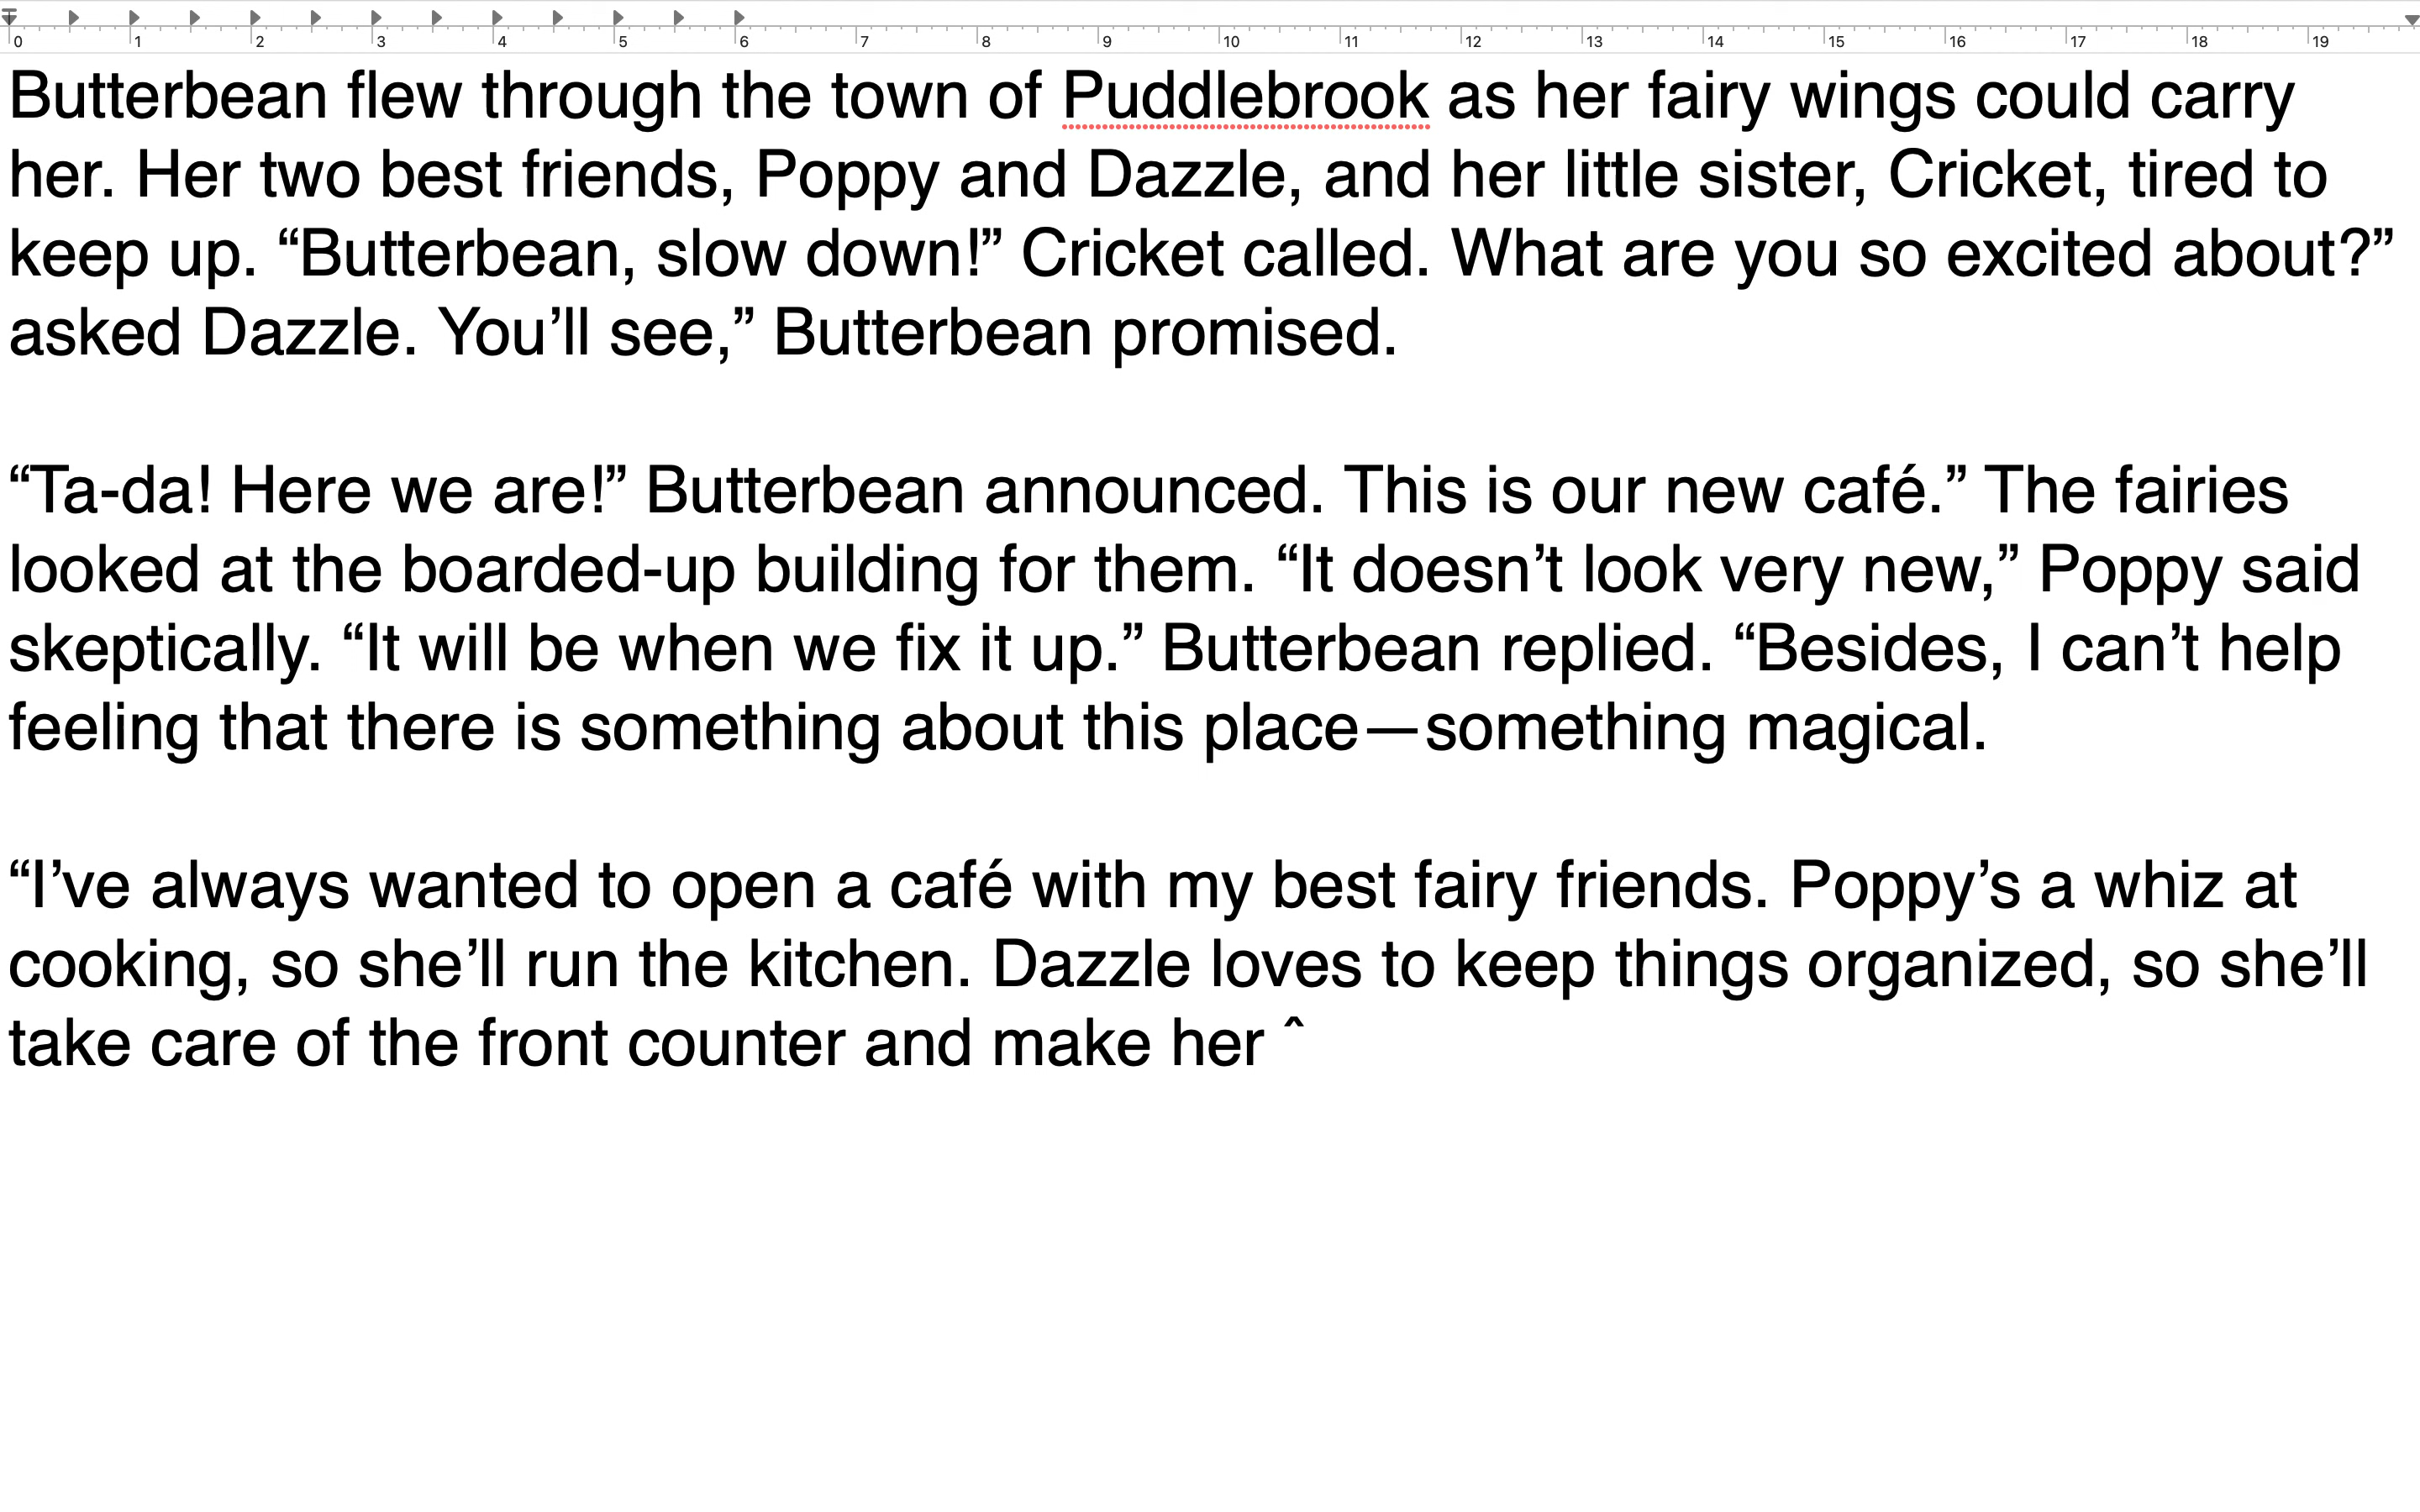 0 1 2 3 4 5 6 7 8 9 10 11 12 13 14 15 16 17 18 19
Butterbean flew through the town of Puddlebrook as her fairy wings could carry
her. Her two best friends, Poppy and Dazzle, and her little sister, Cricket, tired to
keep up. “Butterbean, slow down!” Cricket called. What are you so excited about?”
asked Dazzle. You’ll see,” Butterbean promised.
“Ta-da! Here we are!” Butterbean announced. This is our new café.” The fairies
looked at the boarded-up building for them. “It doesn’t look very new,” Poppy said
skeptically. “It will be when we fix it up.” Butterbean replied. “Besides, I can’t help
feeling that there is something about this place—something magical.
“I’ve always wanted to open a café with my best fairy friends. Poppy’s a whiz at
cooking, so she’ll run the kitchen. Dazzle loves to keep things organized, so she’ll
take care of the front counter and make her ˆ